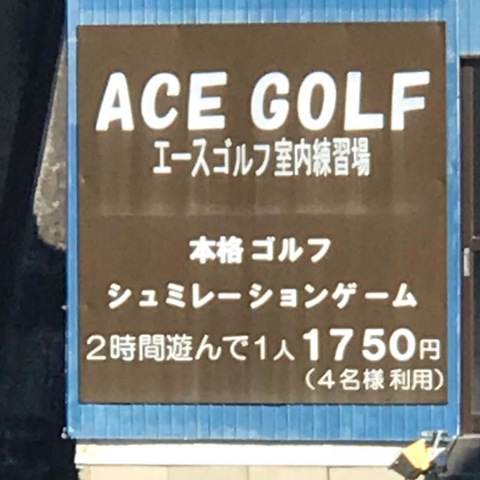 ACE GOLF
エースゴルフ室内練習場
本格ゴルフ
シュミレーションゲーム
2時間遊んで1人1750円
(4名様利用)